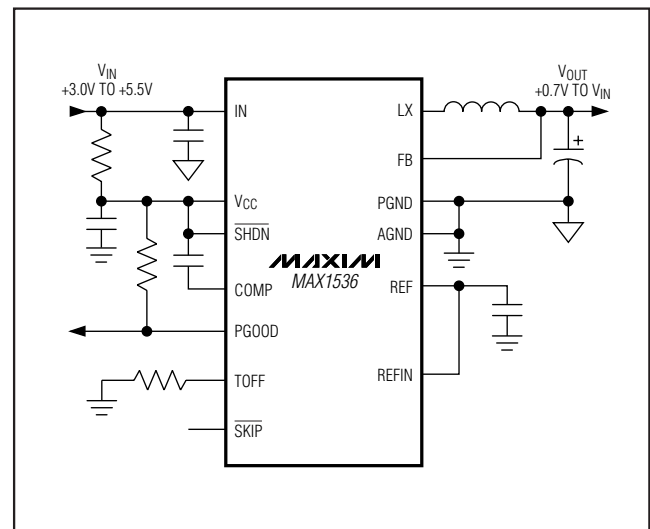 VIN
+3.0V TO +5.5V
VOUT
+0.7V TO VIN
IN
LX
FB
VCC
PGND
SHDN
AGND
MAXIM
MAX1536
COMP
REF
PGOOD
TOFF
REFIN
SKIP
+